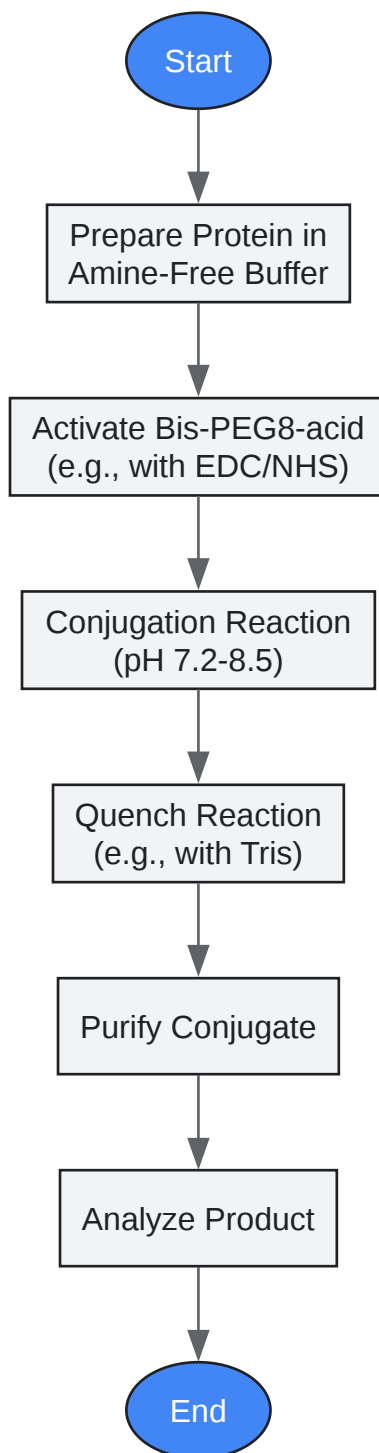 Start
Prepare Protein in
Amine-Free Buffer
Activate Bis-PEG8-acid
(e.g., with EDC/NHS)
Conjugation Reaction
(pH 7.2-8.5)
Quench Reaction
(e.g., with Tris)
Purify Conjugate
Analyze Product
End